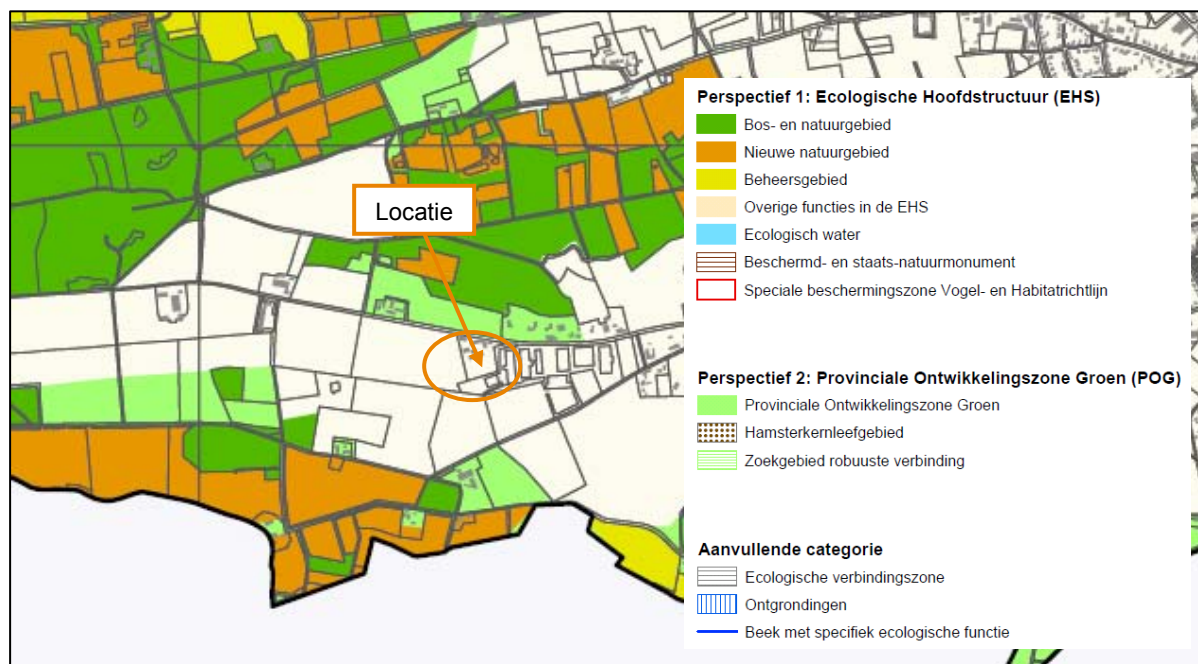 Locatie
Perspectief 1: Ecologische Hoofdstructuur (EHS)
Bos- en natuurgebied
Nieuwe natuurgebied
Beheersgebied
Overige functies in de EHS
Ecologisch water
Beschermd- en staats-natuurmonument
Speciale beschermingszone Vogel- en Habitatrichtlijn
Perspectief 2: Provinciale Ontwikkelingszone Groen (POG)
Provinciale Ontwikkelingszone Groen
Hamsterkernleefgebied
Zoekgebied robuuste verbinding
Aanvullende categorie
Ecologische verbindingszone
Ontgrondingen
Beek met specifiek ecologische functie